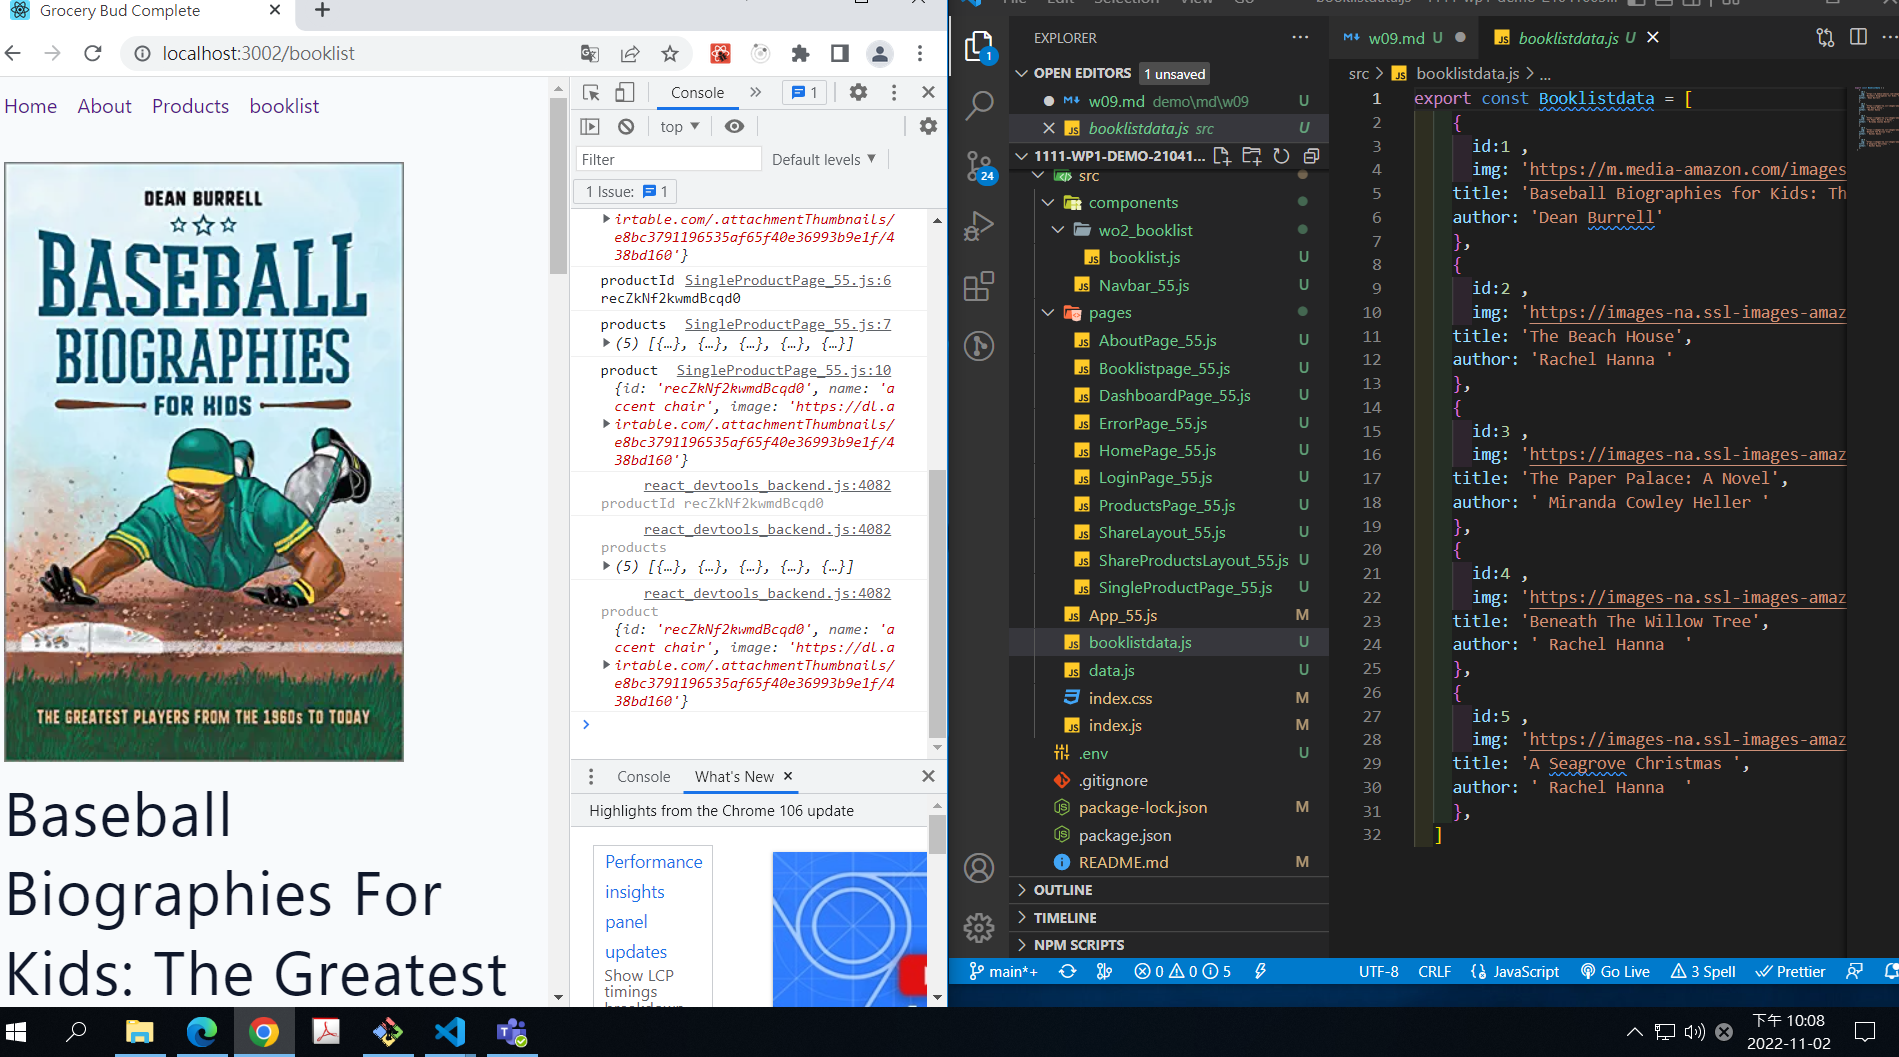 Grocery Bud Complete
localhost:3002/booklist
Home About Products booklist
DEAN BURRELL
BASEBALL
BIOGRAPHIES
FOR KIDS
THE GREATEST PLAYERS FROM THE 1960s TO TODAY
Baseball
Biographies For
Kids: The Greatest
Console
1
top
Filter
Default levels ▼
1 Issue: 1
irtable.com/.attachmentThumbnails/
e8bc3791196535af65f40e36993b9e1f/4
38bd160'}
productId SingleProductPage_55.js:6
recZkNf2kwmdBcqd0
products SingleProductPage_55.js:7
(5) [{…}, {…}, {…}, {…}, {…}]
product SingleProductPage_55.js:10
{id: 'recZkNf2kwmdBcqd0', name: 'a
ccent chair', image: 'https://dl.a
irtable.com/.attachmentThumbnails/
e8bc3791196535af65f40e36993b9e1f/4
38bd160'}
react_devtools_backend.js:4082
productId recZkNf2kwmdBcqd0
react_devtools_backend.js:4082
products
(5) [{…}, {…}, {…}, {…}, {…}]
react_devtools_backend.js:4082
product
{id: 'recZkNf2kwmdBcqd0', name: 'a
ccent chair', image: 'https://dl.a
irtable.com/.attachmentThumbnails/
e8bc3791196535af65f40e36993b9e1f/4
38bd160'}
Console What's New
Highlights from the Chrome 106 update
Performance
insights
panel
updates
Show LCP
timings
EXPLORER
OPEN EDITORS 1 unsaved
w09.md demo\md\w09 U
booklistdata.js src U
1111-WP1-DEMO-21041...
src
components
wo2_booklist
booklist.js U
Navbar_55.js U
pages
AboutPage_55.js U
Booklistpage_55.js U
DashboardPage_55.js U
ErrorPage_55.js U
HomePage_55.js U
LoginPage_55.js U
ProductsPage_55.js U
ShareLayout_55.js U
ShareProductsLayout_55.js U
SingleProductPage_55.js U
App_55.js M
booklistdata.js U
data.js U
index.css M
index.js M
.env U
.gitignore
package-lock.json M
package.json
README.md M
OUTLINE
TIMELINE
NPM SCRIPTS
1
24
w09.md U booklistdata.js U
src > booklistdata.js > ...
1 export const Booklistdata = [
2 {
3 id:1 ,
4 img: 'https://m.media-amazon.com/images
5 title: 'Baseball Biographies for Kids: Th
6 author: 'Dean Burrell'
7 },
8 {
9 id:2 ,
10 img: 'https://images-na.ssl-images-amaz
11 title: 'The Beach House',
12 author: 'Rachel Hanna '
13 },
14 {
15 id:3 ,
16 img: 'https://images-na.ssl-images-amaz
17 title: 'The Paper Palace: A Novel',
18 author: ' Miranda Cowley Heller '
19 },
20 {
21 id:4 ,
22 img: 'https://images-na.ssl-images-amaz
23 title: 'Beneath The Willow Tree',
24 author: ' Rachel Hanna  '
25 },
26 {
27 id:5 ,
28 img: 'https://images-na.ssl-images-amaz
29 title: 'A Seagrove Christmas ',
30 author: ' Rachel Hanna  '
31 },
32 ]
main*+ 0 0 5 UTF-8 CRLF JavaScript Go Live 3 Spell Prettier
下午 10:08
2022-11-02